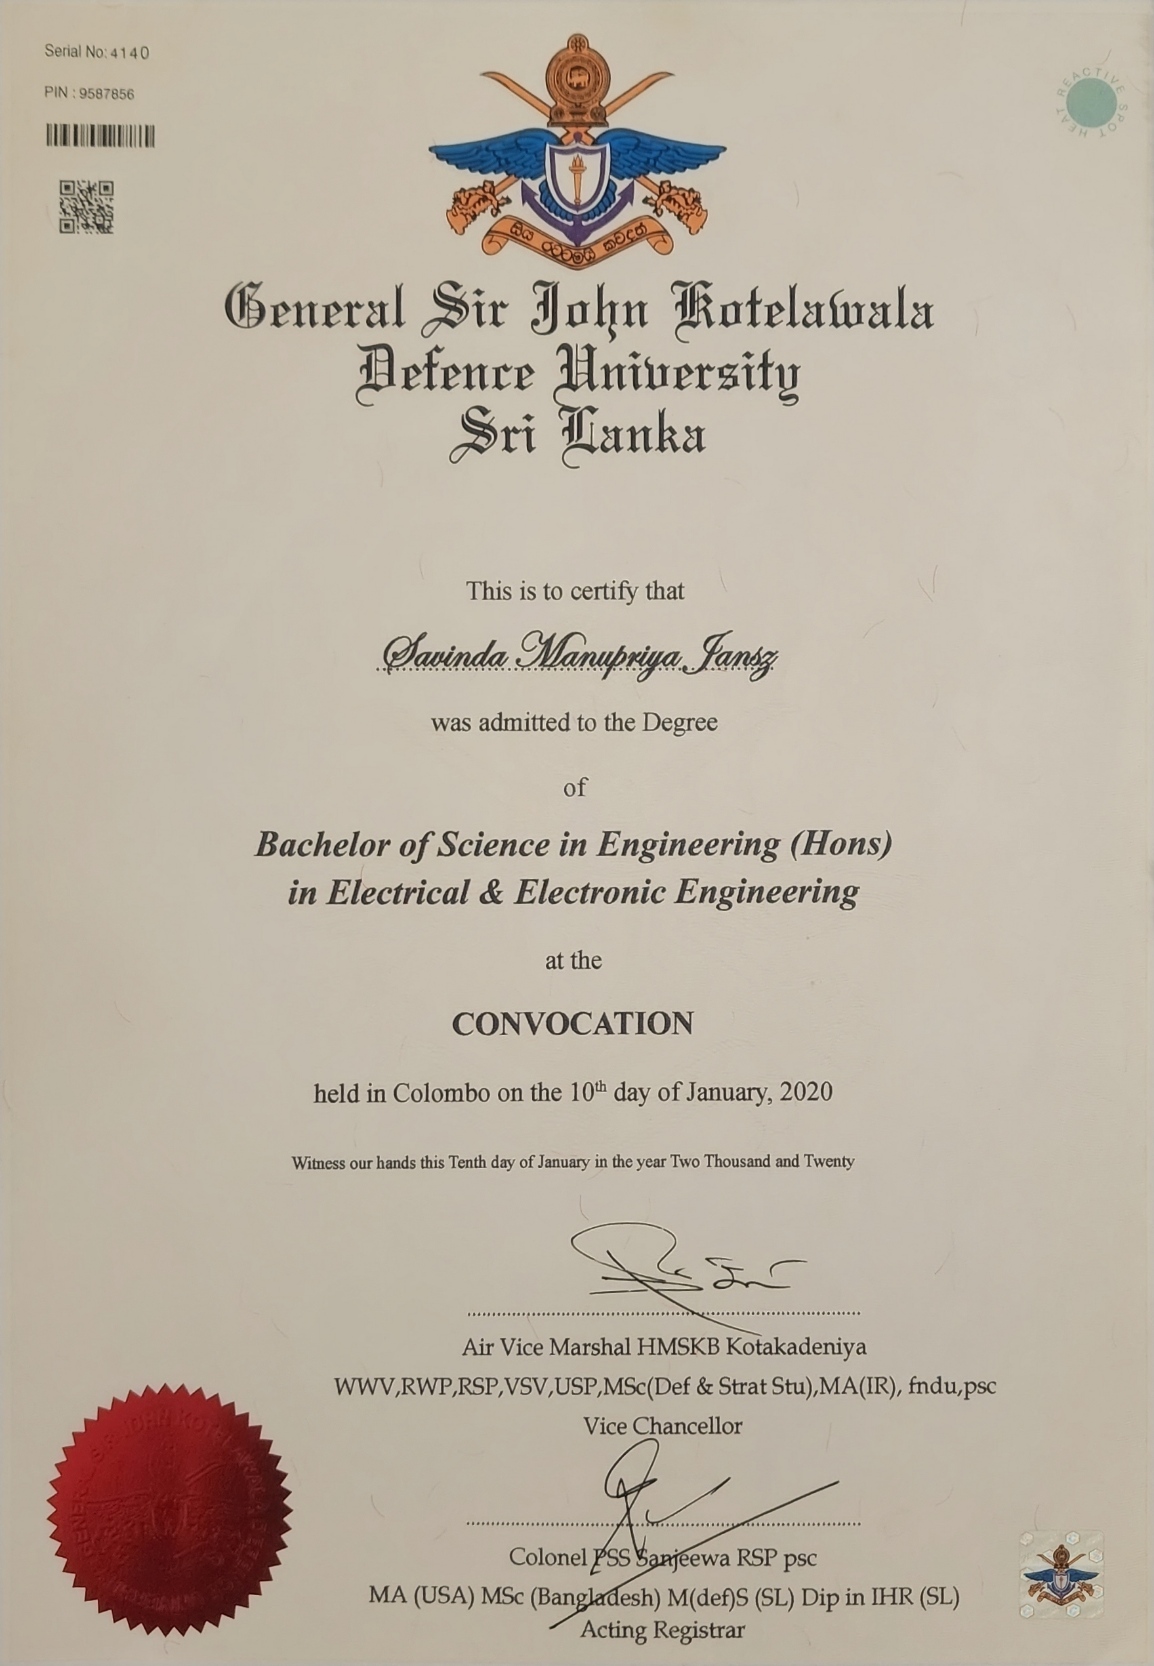 Serial No: 4140
PIN : 9587856
HEAT REACTIVE SPOT
General Sir John Kotelawala
Defence University
Sri Lanka
This is to certify that
Savinda Manupriya Jansz
was admitted to the Degree
of
Bachelor of Science in Engineering (Hons)
in Electrical & Electronic Engineering
at the
CONVOCATION
held in Colombo on the 10th day of January, 2020
Witness our hands this Tenth day of January in the year Two Thousand and Twenty
Air Vice Marshal HMSKB Kotakadeniya
WWV,RWP,RSP,VSV,USP,MSc(Def & Strat Stu),MA(IR), fndu,psc
Vice Chancellor
Colonel PSS Sanjeewa RSP psc
MA (USA) MSc (Bangladesh) M(def)S (SL) Dip in IHR (SL)
Acting Registrar